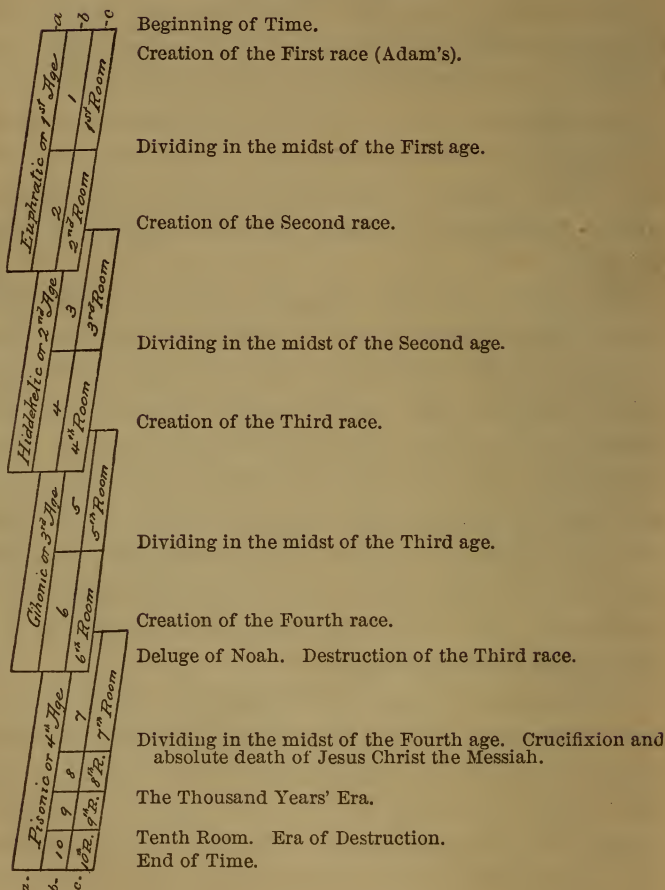 -a -b -c
Beginning of Time.
Creation of the First race (Adam's).
Euphratic or 1st Age
1
1st Room
Dividing in the midst of the First age.
2
2nd Room
Creation of the Second race.
Hiddekelic or 2nd Age
3
3rd Room
Dividing in the midst of the Second age.
4
4th Room
Creation of the Third race.
Gihonic or 3rd Age
5
5th Room
Dividing in the midst of the Third age.
6
6th Room
Creation of the Fourth race.
Deluge of Noah. Destruction of the Third race.
Pisonic or 4th Age
7
7th Room
Dividing in the midst of the Fourth age. Crucifixion and
absolute death of Jesus Christ the Messiah.
8
8th R.
9
9th R.
The Thousand Years' Era.
10
10th R.
Tenth Room. Era of Destruction.
End of Time.
a- b- c-